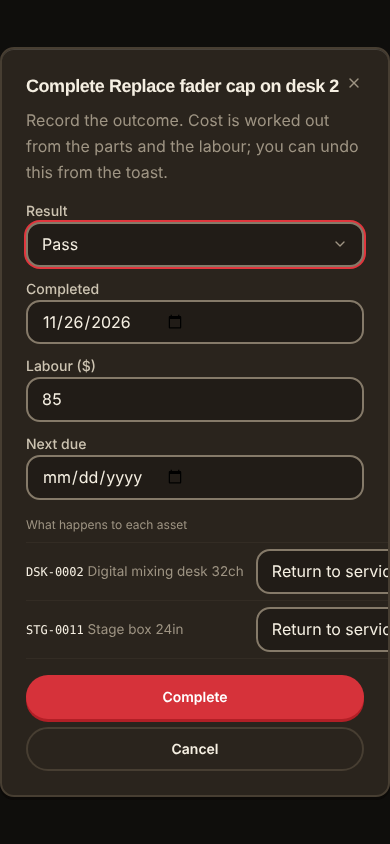 Complete Replace fader cap on desk 2
Record the outcome. Cost is worked out
from the parts and the labour; you can undo
this from the toast.
Result
Pass
Completed
11/26/2026
Labour ($)
85
Next due
mm/dd/yyyy
What happens to each asset
DSK-0002 Digital mixing desk 32ch Return to servic
STG-0011 Stage box 24in Return to servic
Complete
Cancel